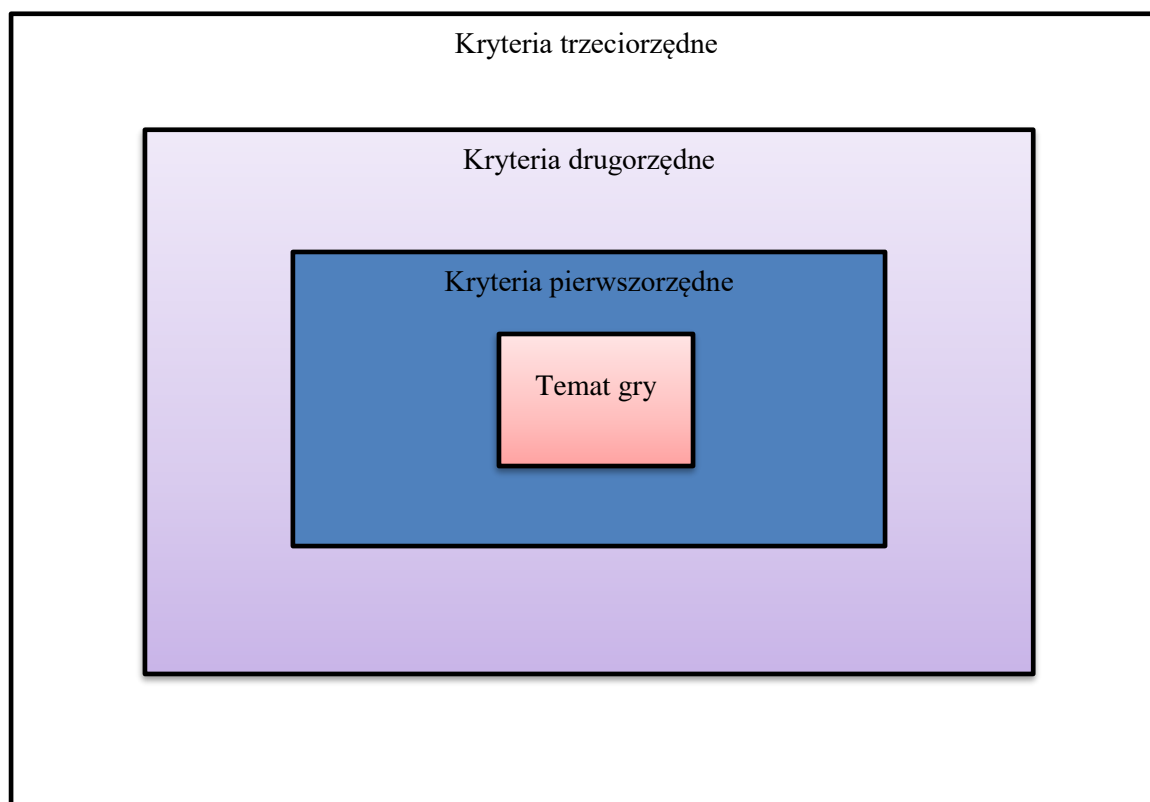 Kryteria trzeciorzędne
Kryteria drugorzędne
Kryteria pierwszorzędne
Temat gry